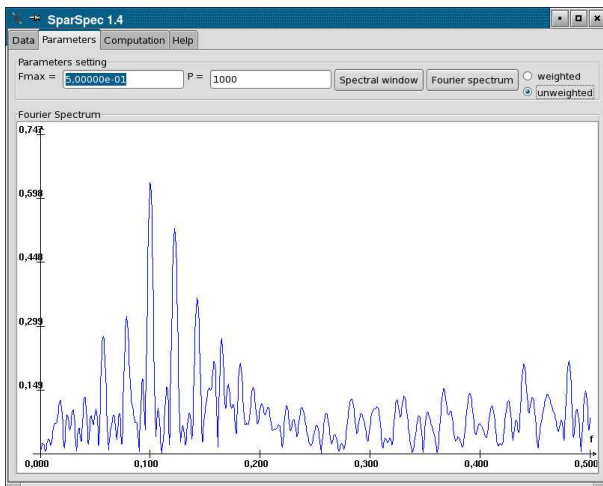 SparSpec 1.4
Data Parameters Computation Help
Parameters setting
Fmax = 5,00000e-01 P = 1000 Spectral window Fourier spectrum weighted
unweighted
Fourier Spectrum
0,747
0,598
0,448
0,299
0,149
f
0,000 0,100 0,200 0,300 0,400 0,500